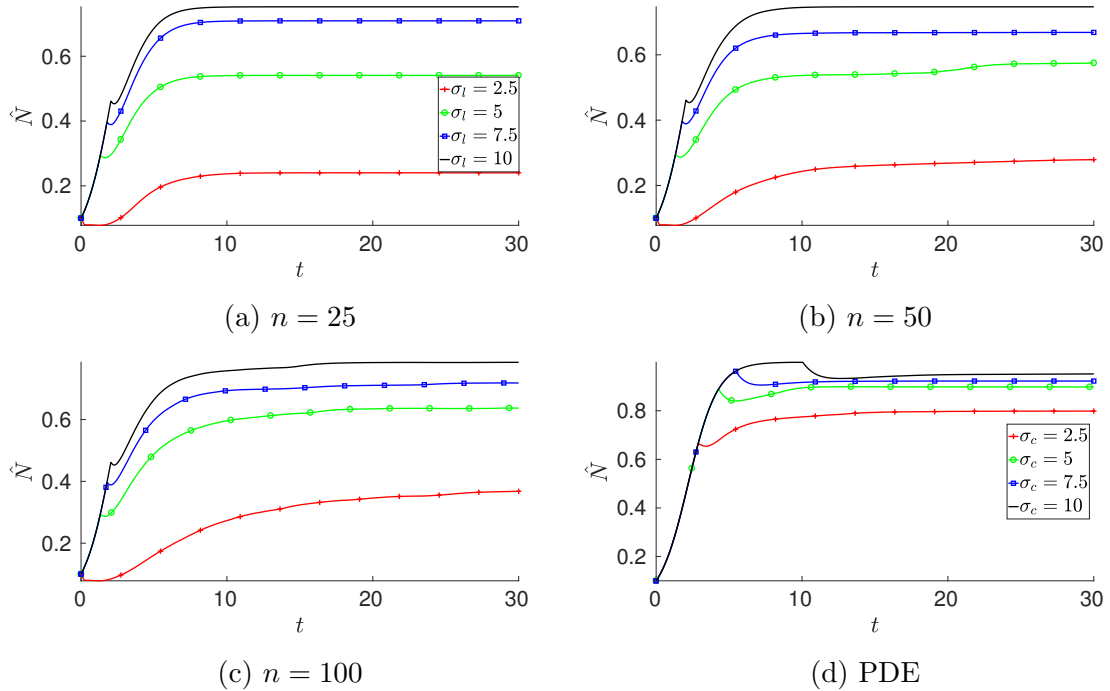 0.6
0.4
0.2
N̂
0 10 20 30
t
σ_l = 2.5
σ_l = 5
σ_l = 7.5
σ_l = 10
(a) n = 25
0.6
0.4
0.2
N̂
0 10 20 30
t
(b) n = 50
0.6
0.4
0.2
N̂
0 10 20 30
t
(c) n = 100
0.8
0.6
0.4
0.2
N̂
0 10 20 30
t
σ_c = 2.5
σ_c = 5
σ_c = 7.5
σ_c = 10
(d) PDE